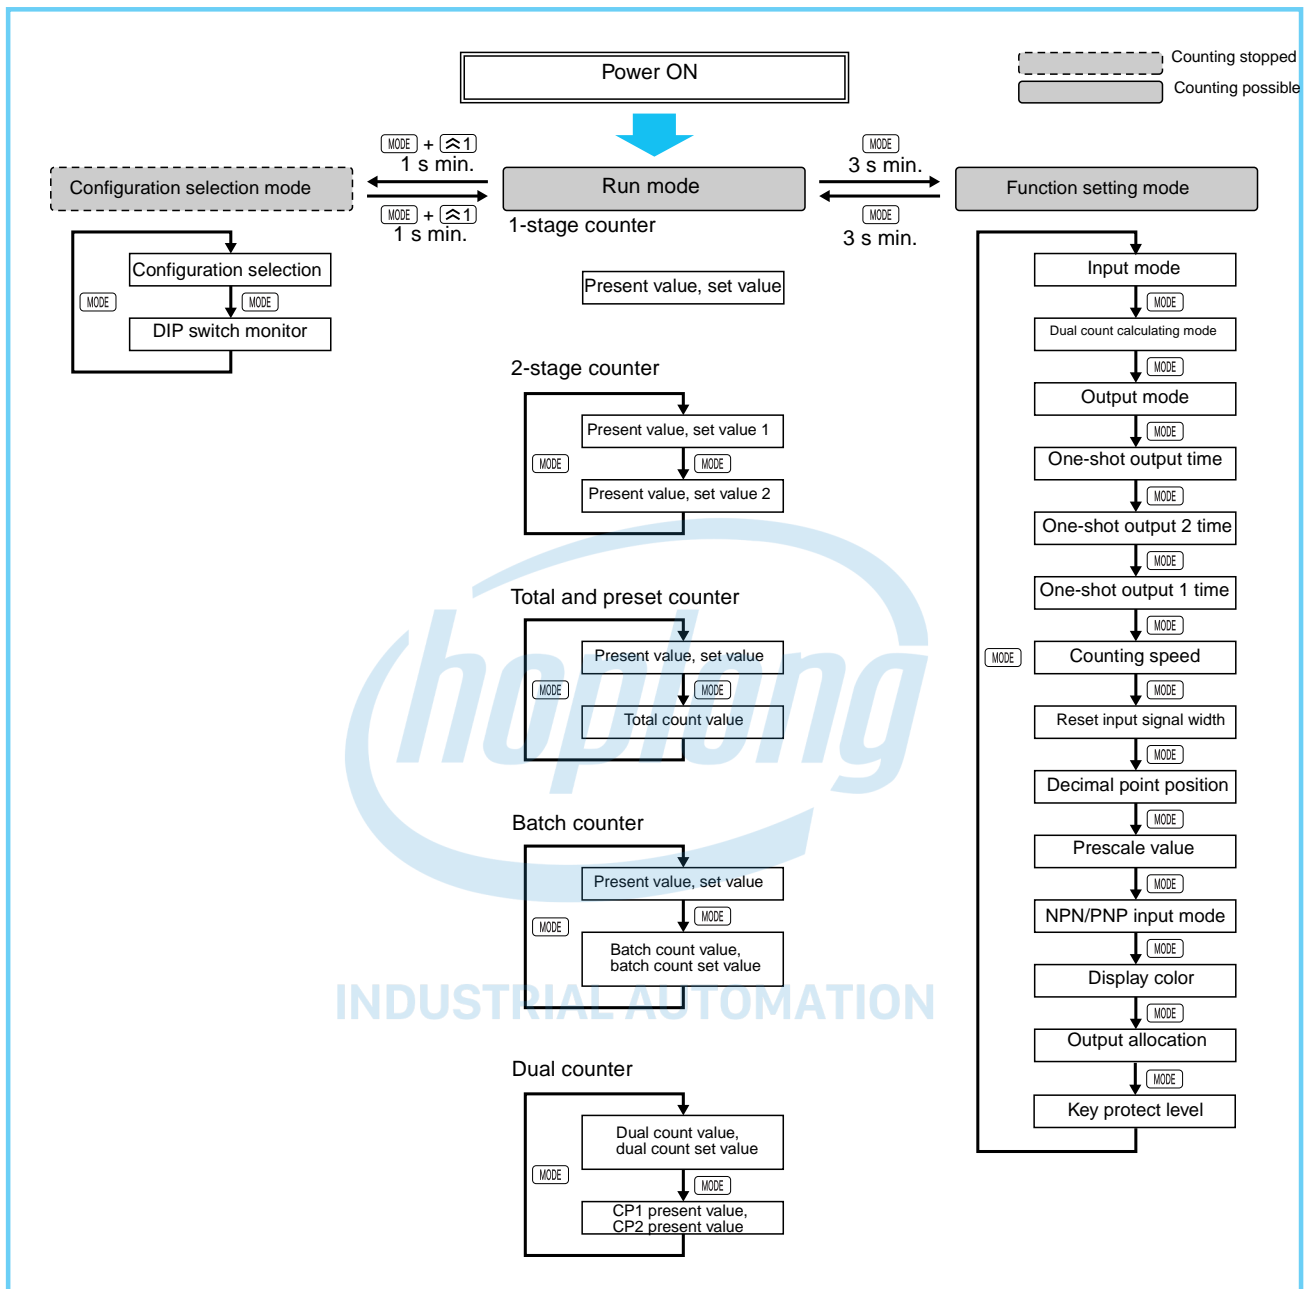 Power ON
Counting stopped
Counting possible
MODE + 1
1 s min.
MODE
3 s min.
Configuration selection mode
Run mode
Function setting mode
MODE + 1
1 s min.
MODE
3 s min.
1-stage counter
Present value, set value
Configuration selection
MODE
MODE
DIP switch monitor
2-stage counter
Present value, set value 1
MODE
MODE
Present value, set value 2
Total and preset counter
Present value, set value
MODE
MODE
Total count value
Batch counter
Present value, set value
MODE
MODE
Batch count value,
batch count set value
Dual counter
Dual count value,
dual count set value
MODE
MODE
CP1 present value,
CP2 present value
Input mode
MODE
Dual count calculating mode
MODE
Output mode
MODE
One-shot output time
MODE
One-shot output 2 time
MODE
One-shot output 1 time
MODE
MODE
Counting speed
MODE
Reset input signal width
MODE
Decimal point position
MODE
Prescale value
MODE
NPN/PNP input mode
MODE
Display color
MODE
Output allocation
MODE
Key protect level
hoplong
INDUSTRIAL AUTOMATION